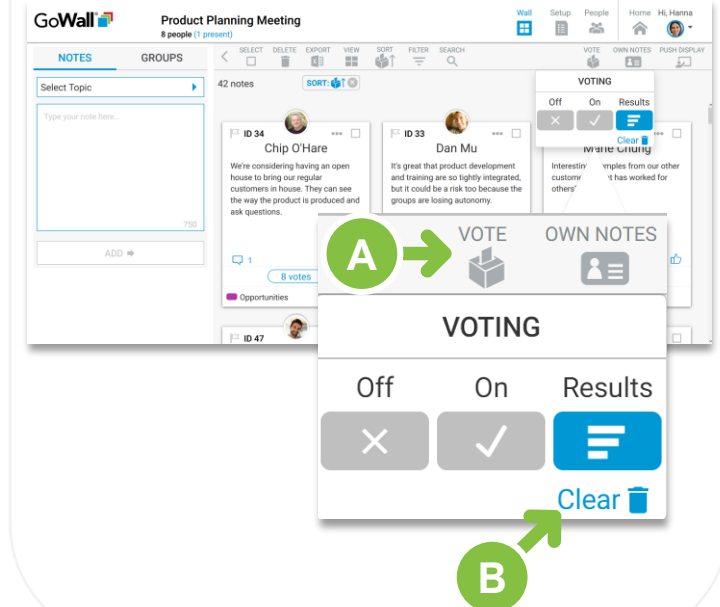 GoWall
Product Planning Meeting
8 people (1 present)
Wall
Setup
People
Home
Hi, Hanna
NOTES
GROUPS
SELECT
DELETE
EXPORT
VIEW
SORT
FILTER
SEARCH
VOTE
OWN NOTES
PUSH DISPLAY
Select Topic
42 notes
SORT:
Type your note here...
750
ADD
VOTING
Off
On
Results
Clear
ID 34
Chip O'Hare
We're considering having an open
house to bring our regular
customers in house. They can see
the way the product is produced and
ask questions.
1
8 votes
Opportunities
ID 33
Dan Mu
It's great that product development
and training are so tightly integrated,
but it could be a risk too because the
groups are losing autonomy.
Marie Chung
ID 47
A
VOTE
OWN NOTES
VOTING
Off
On
Results
Clear
B